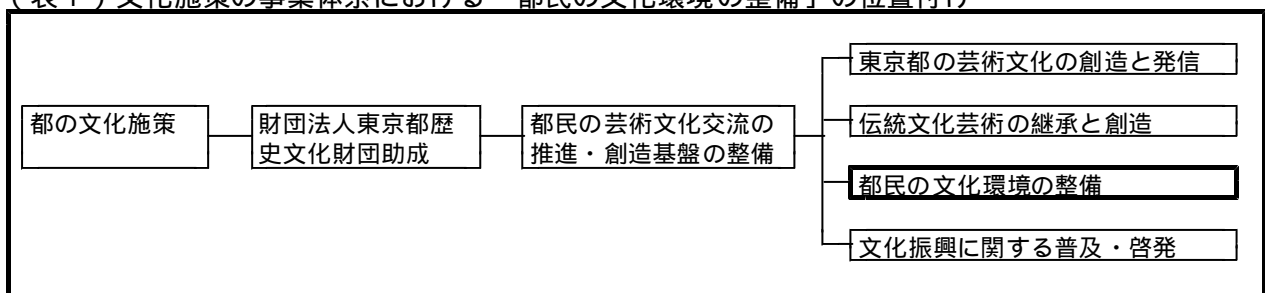 （表１）文化施策の事業体系における「都民の文化環境の整備」の位置付け
東京都の芸術文化の創造と発信
都の文化施策
財団法人東京都歴
史文化財団助成
都民の芸術文化交流の
推進・創造基盤の整備
伝統文化芸術の継承と創造
都民の文化環境の整備
文化振興に関する普及・啓発